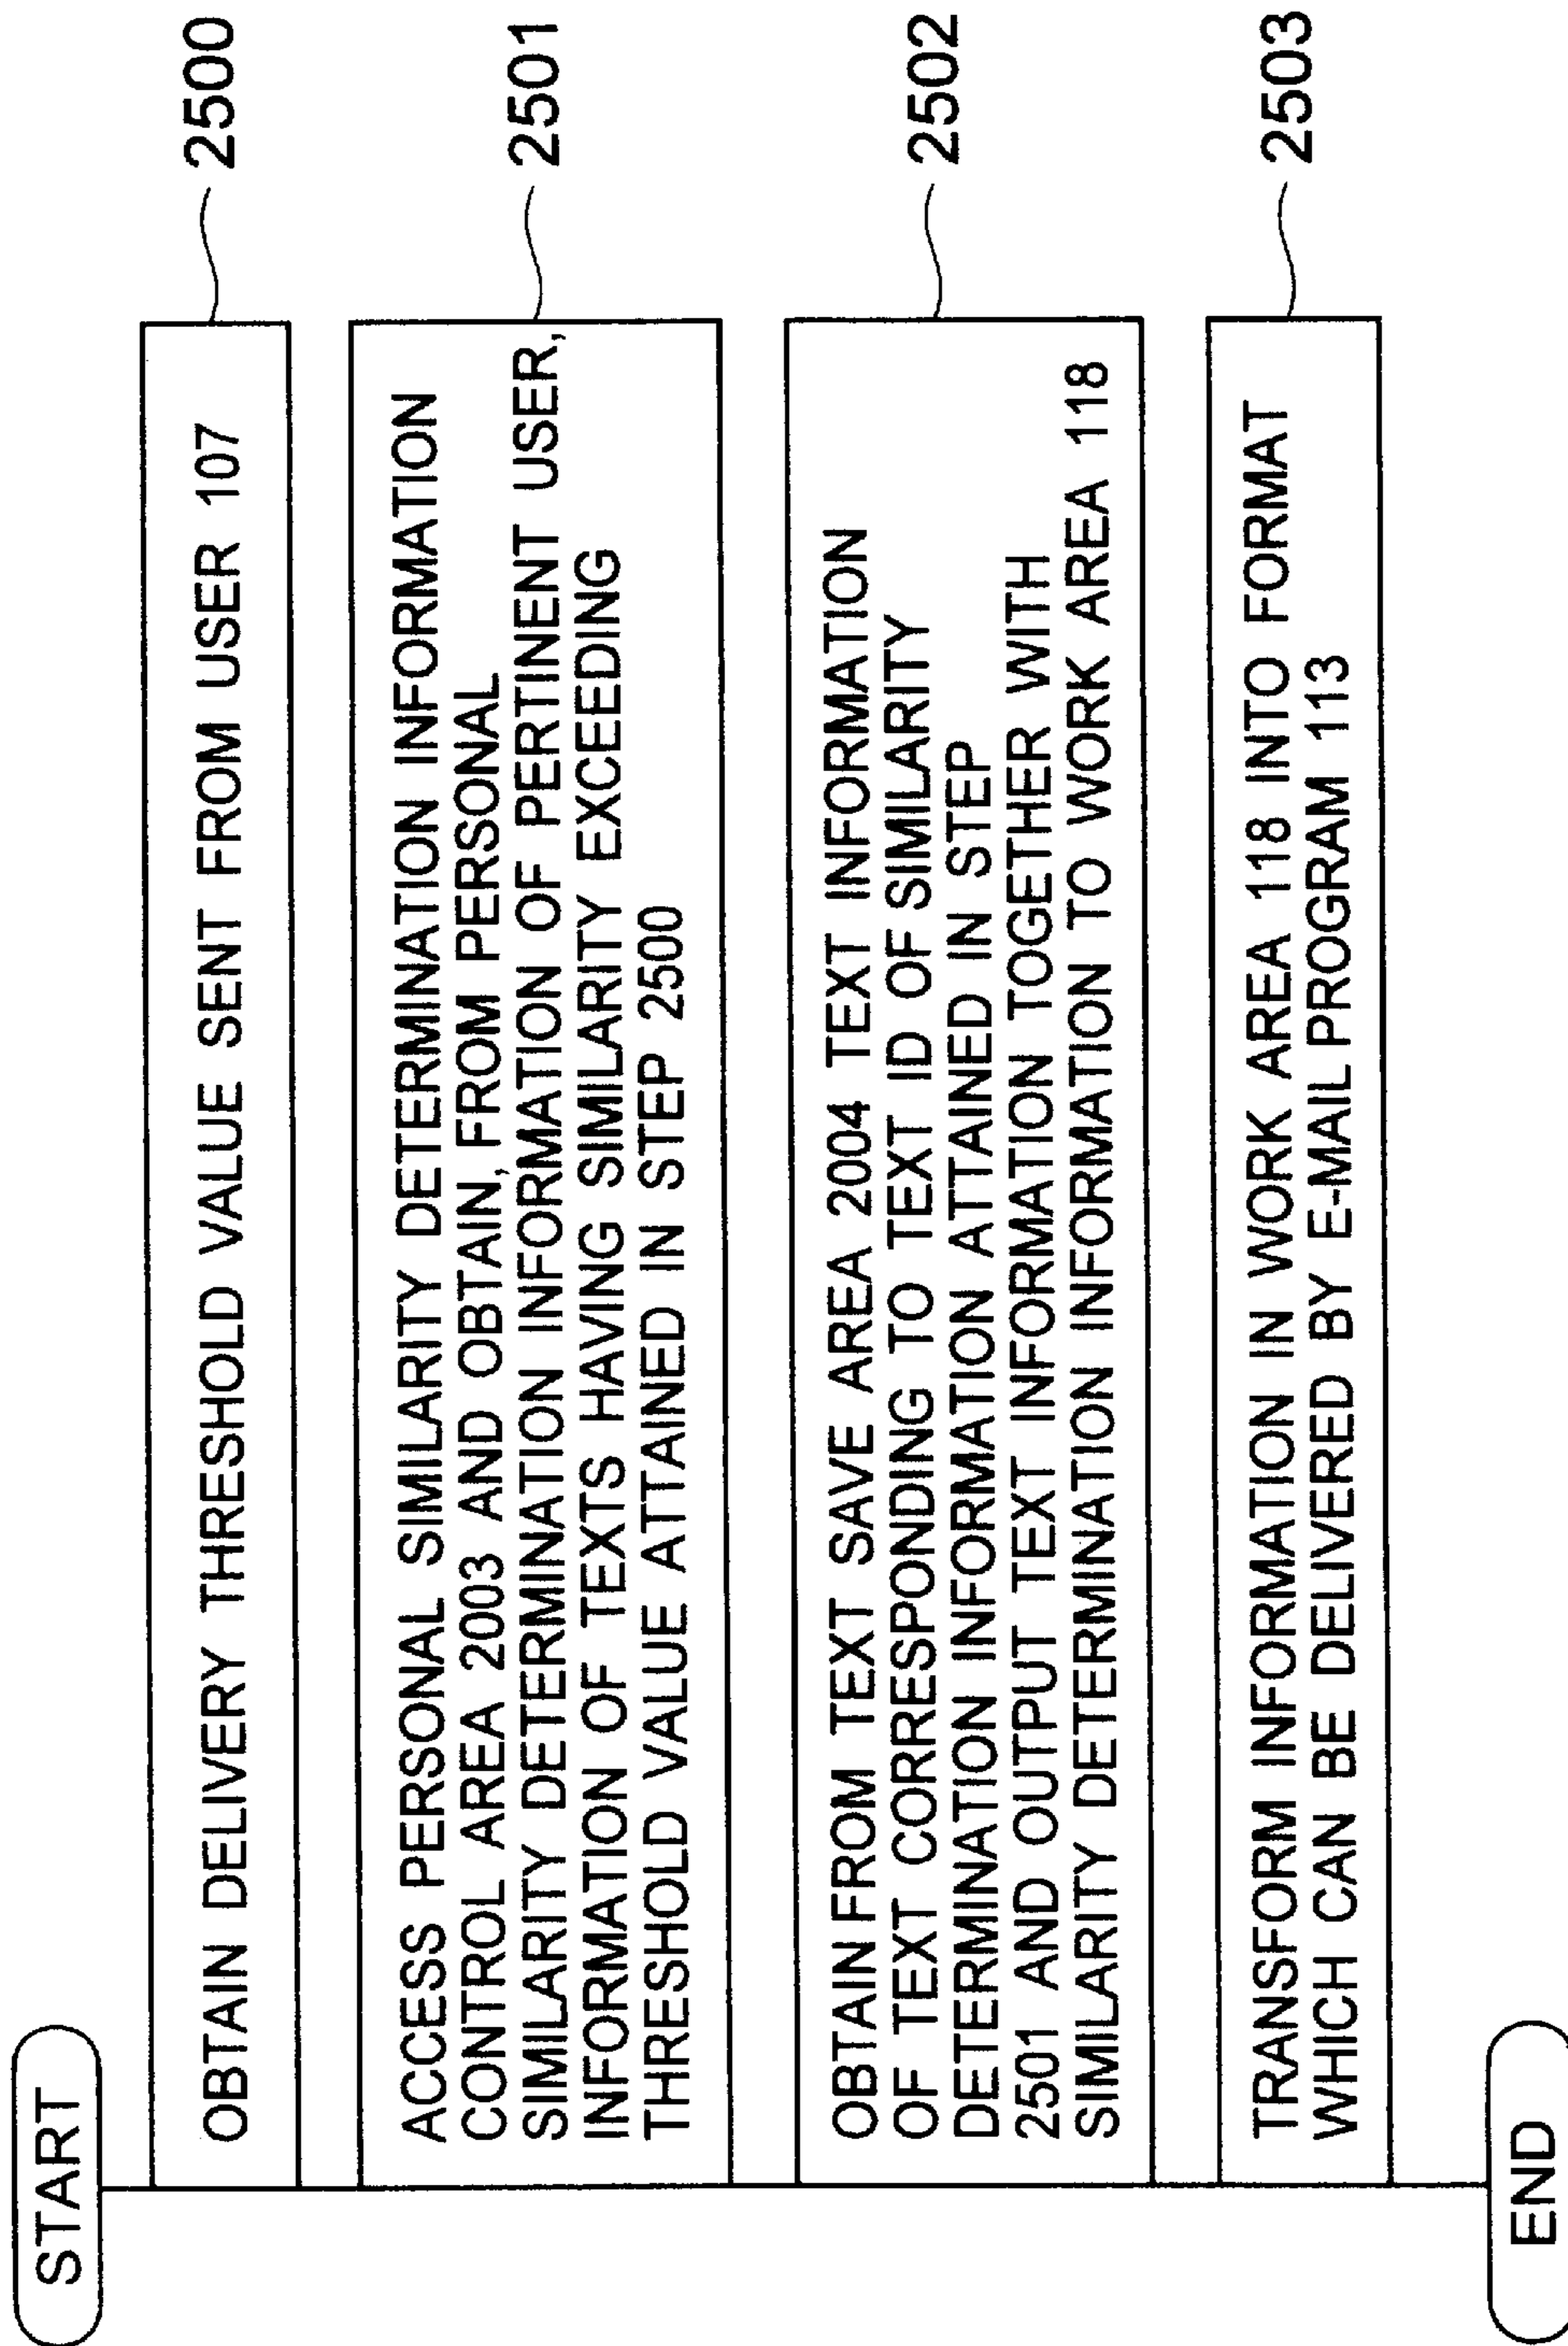 START
OBTAIN DELIVERY THRESHOLD VALUE SENT FROM USER 107
2500
ACCESS PERSONAL SIMILARITY DETERMINATION INFORMATION
CONTROL AREA 2003 AND OBTAIN, FROM PERSONAL
SIMILARITY DETERMINATION INFORMATION OF PERTINENT USER,
INFORMATION OF TEXTS HAVING SIMILARITY EXCEEDING
THRESHOLD VALUE ATTAINED IN STEP 2500
2501
OBTAIN FROM TEXT SAVE AREA 2004 TEXT INFORMATION
OF TEXT CORRESPONDING TO TEXT ID OF SIMILARITY
DETERMINATION INFORMATION ATTAINED IN STEP
2501 AND OUTPUT TEXT INFORMATION TOGETHER WITH
SIMILARITY DETERMINATION INFORMATION TO WORK AREA 118
2502
TRANSFORM INFORMATION IN WORK AREA 118 INTO FORMAT
WHICH CAN BE DELIVERED BY E-MAIL PROGRAM 113
2503
END